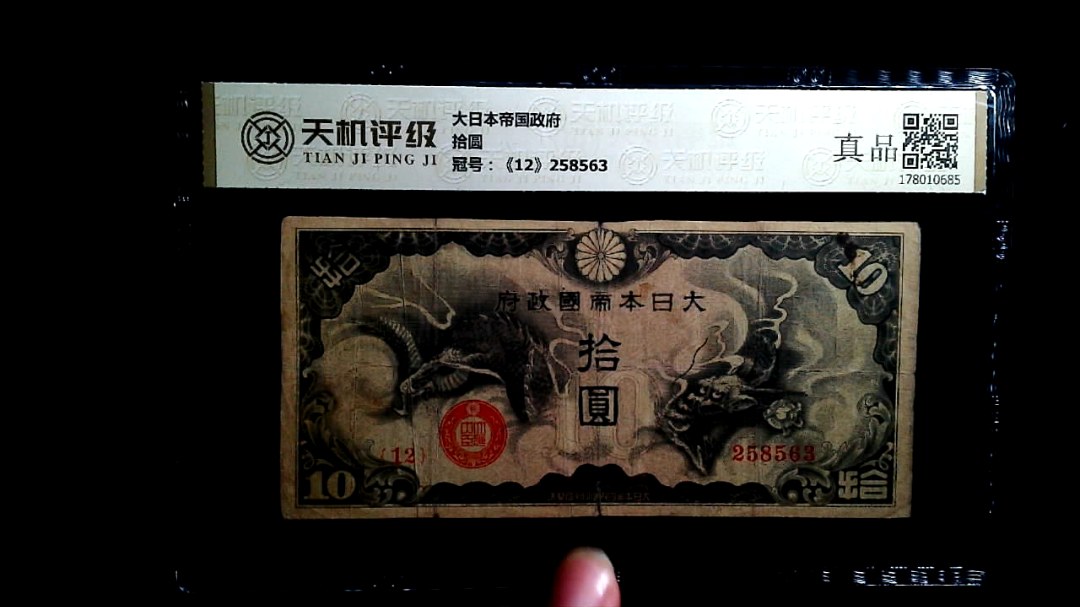 天机评级
TIAN JI PING JI
大日本帝国政府
拾圆
冠号：《12》258563
真品
178010685
拾
10
府政國帝本日大
拾
圓
10
(12)
258563
10
拾